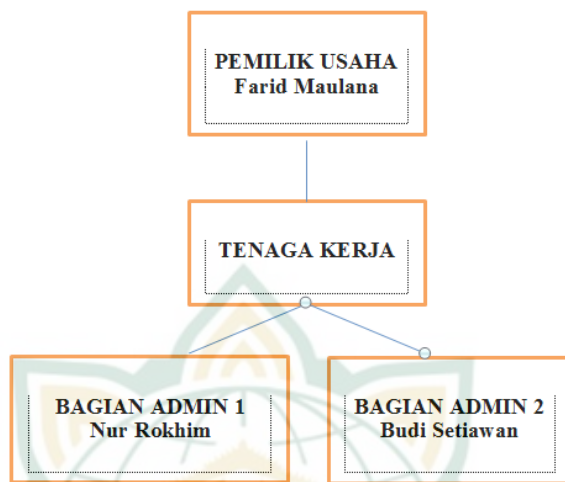 PEMILIK USAHA
Farid Maulana
TENAGA KERJA
BAGIAN ADMIN 1
Nur Rokhim
BAGIAN ADMIN 2
Budi Setiawan